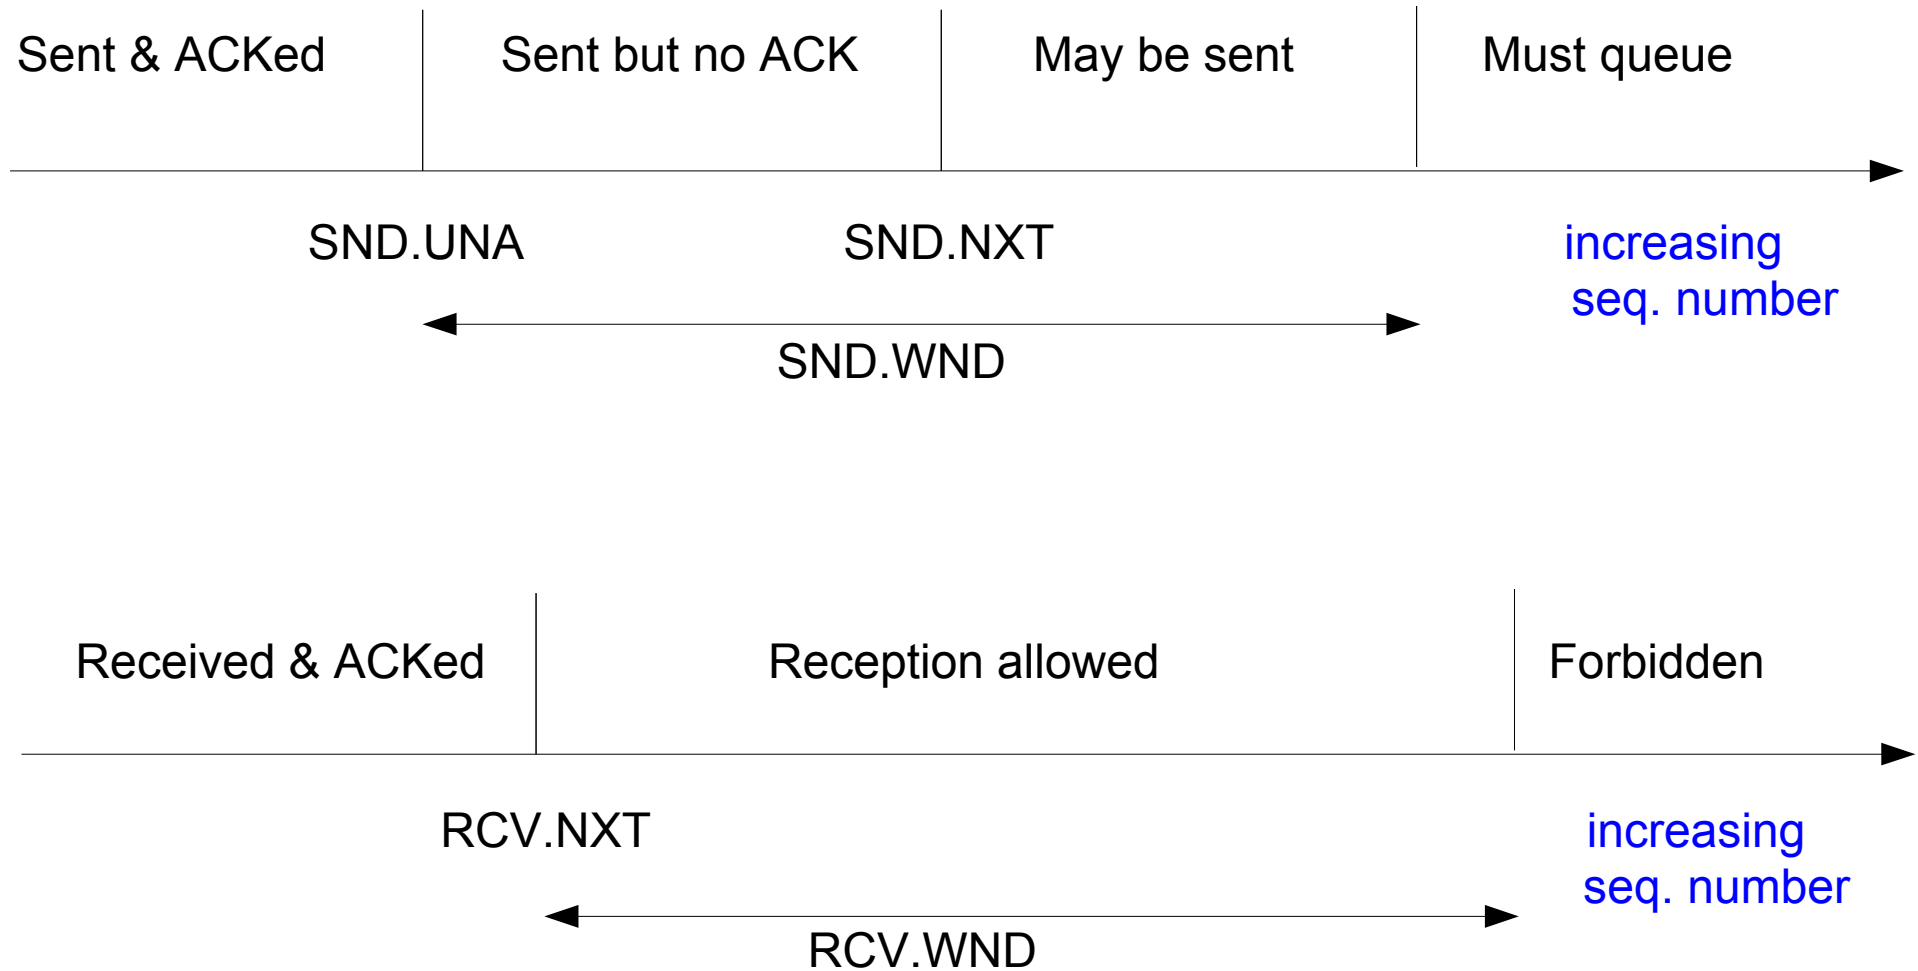 Sent & ACKed
Sent but no ACK
May be sent
Must queue
SND.UNA
SND.NXT
increasing
seq. number
SND.WND
Received & ACKed
Reception allowed
Forbidden
RCV.NXT
increasing
seq. number
RCV.WND